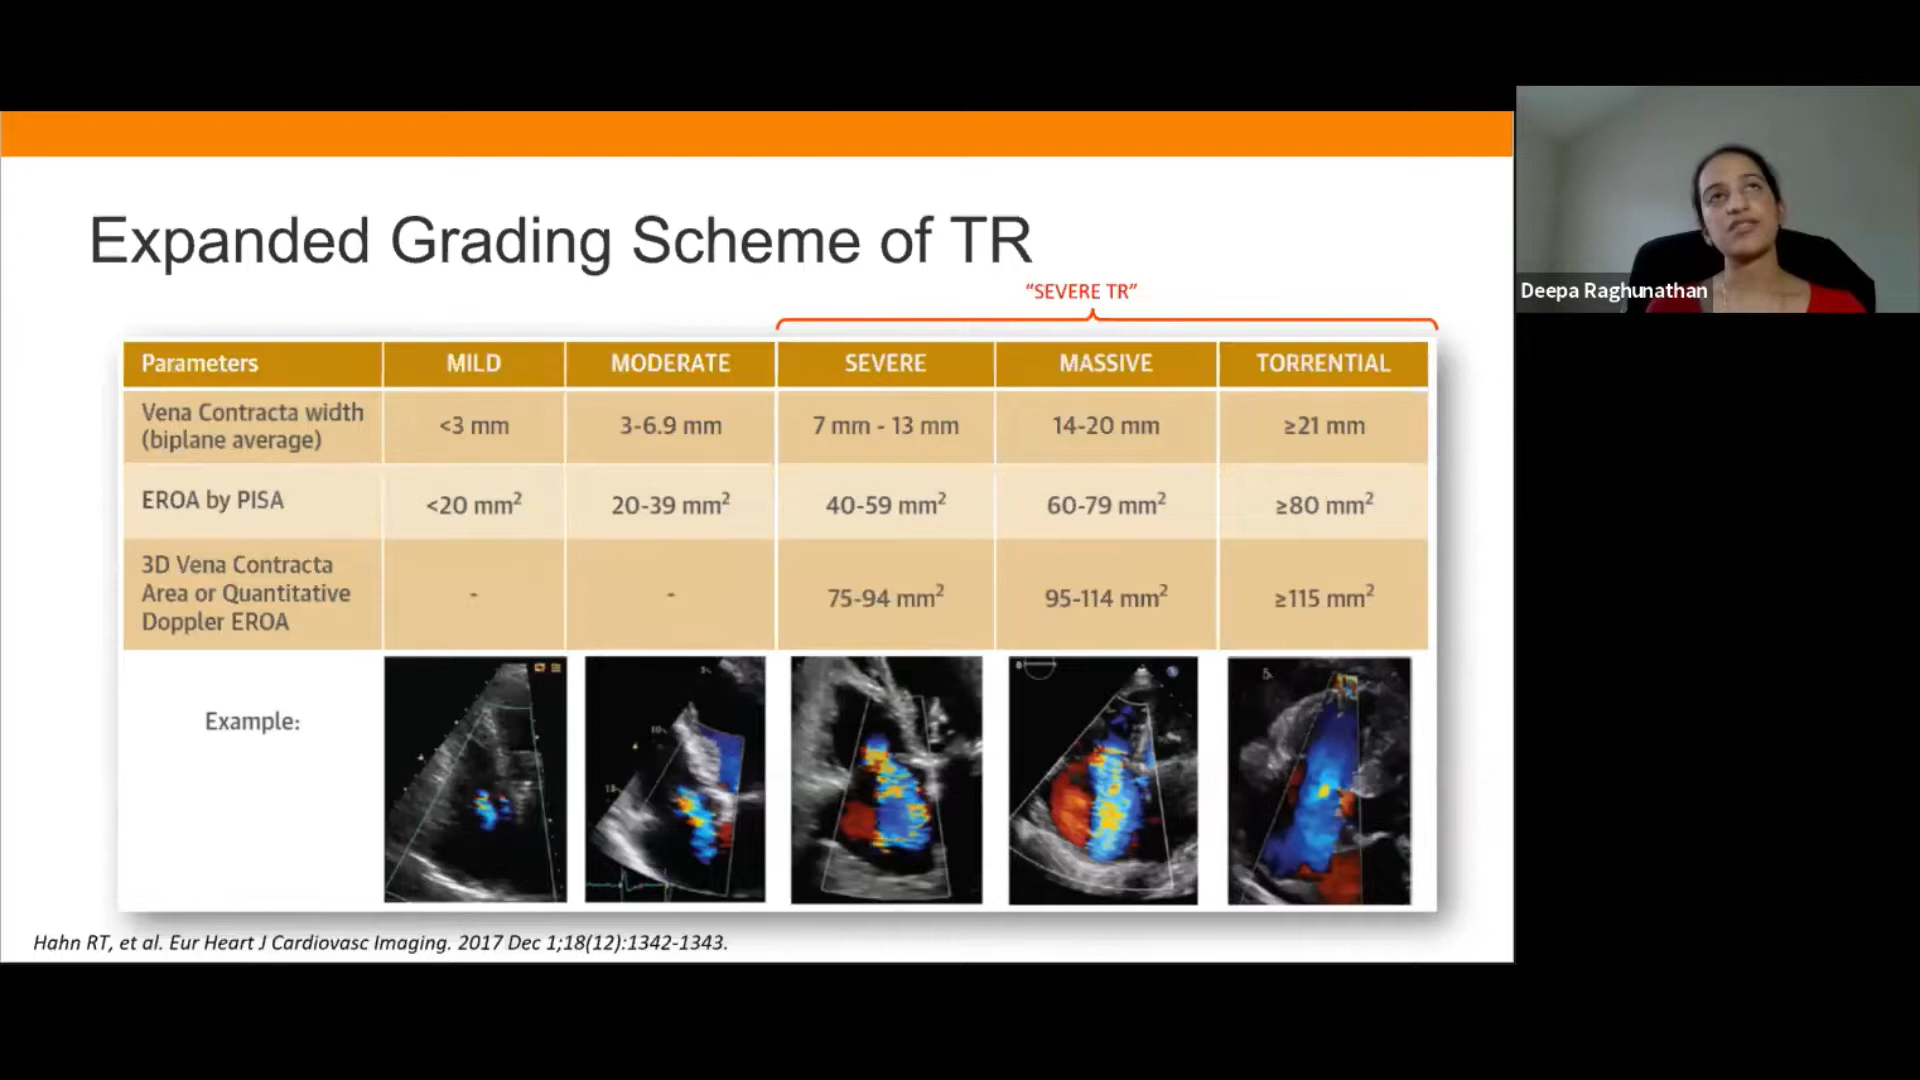 Expanded Grading Scheme of TR
“SEVERE TR”
Parameters MILD MODERATE SEVERE MASSIVE TORRENTIAL
Vena Contracta width
(biplane average) <3 mm 3-6.9 mm 7 mm - 13 mm 14-20 mm ≥21 mm
EROA by PISA <20 mm² 20-39 mm² 40-59 mm² 60-79 mm² ≥80 mm²
3D Vena Contracta
Area or Quantitative
Doppler EROA - - 75-94 mm² 95-114 mm² ≥115 mm²
Example:
Hahn RT, et al. Eur Heart J Cardiovasc Imaging. 2017 Dec 1;18(12):1342-1343.
Deepa Raghunathan